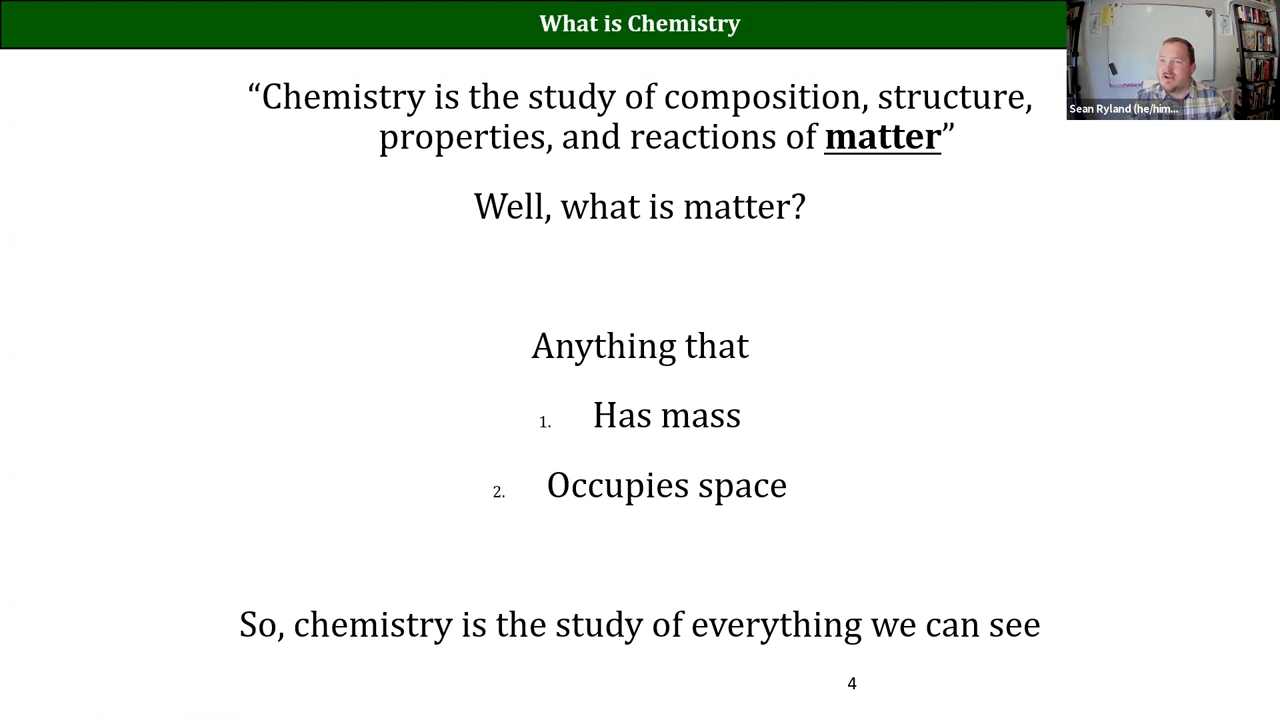 What is Chemistry
Sean Ryland (he/him...
“Chemistry is the study of composition, structure,
properties, and reactions of matter”
Well, what is matter?
Anything that
1. Has mass
2. Occupies space
So, chemistry is the study of everything we can see
4